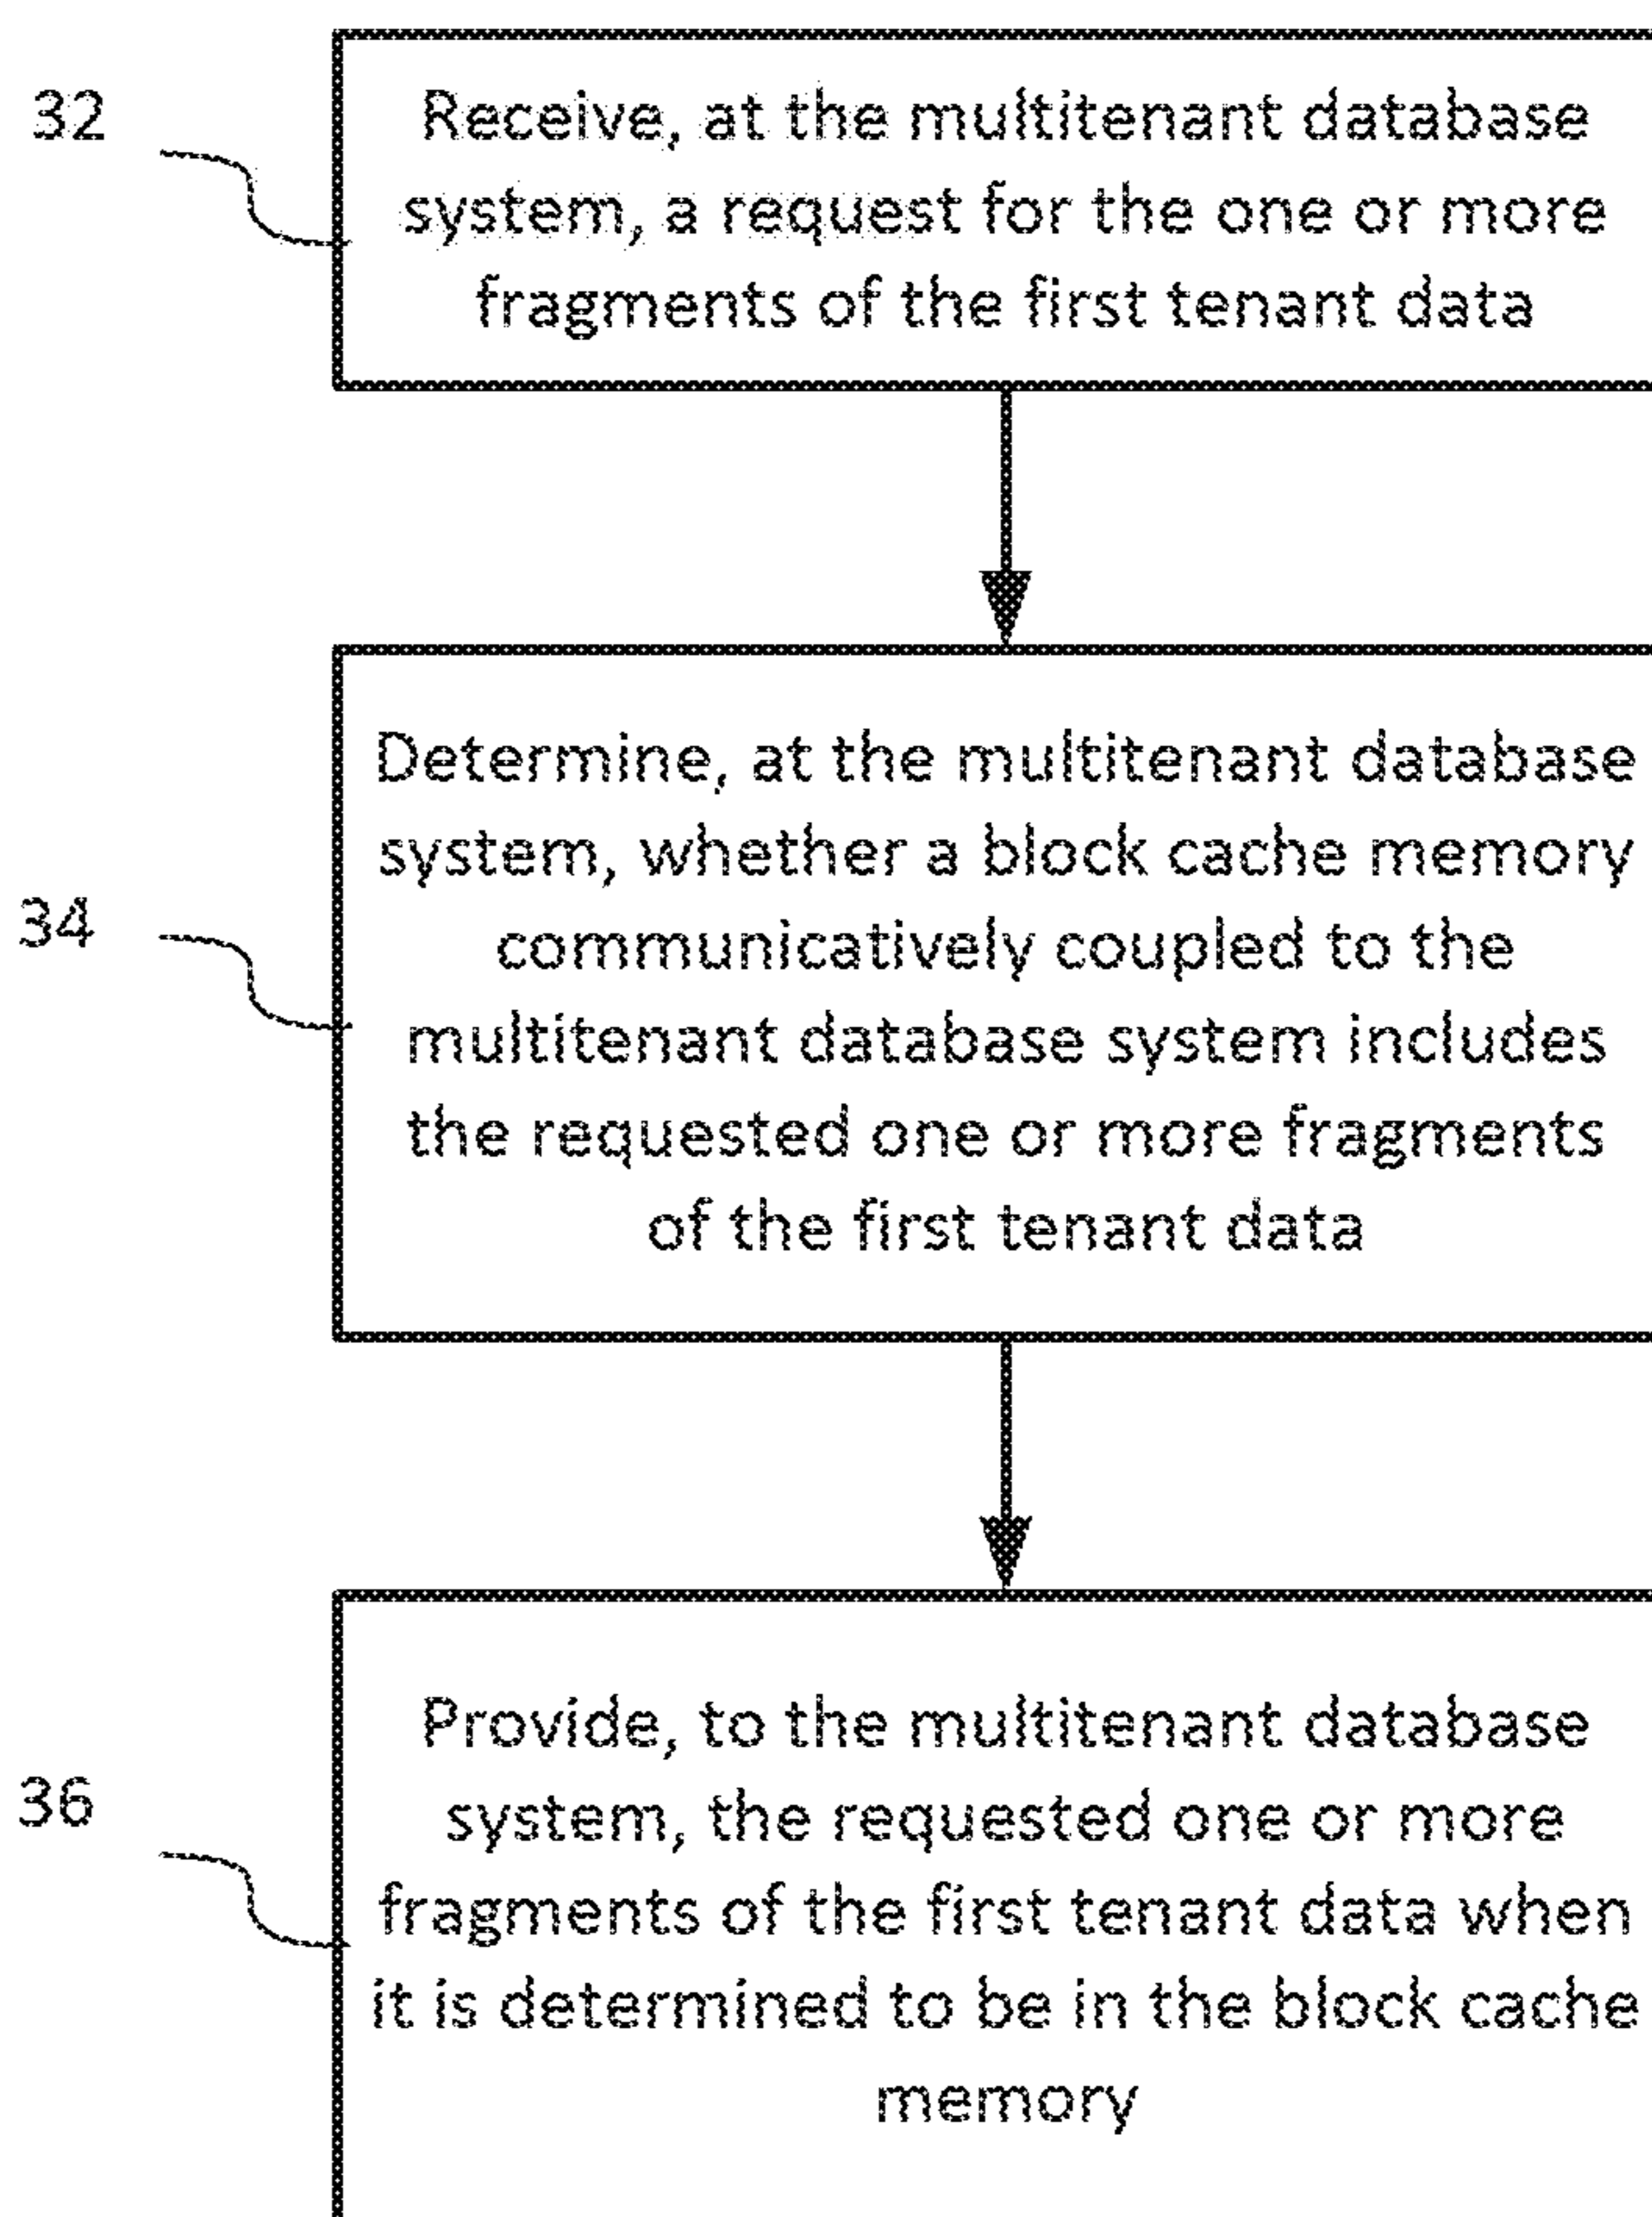 32
Receive, at the multitenant database
system, a request for the one or more
fragments of the first tenant data
34
Determine, at the multitenant database
system, whether a block cache memory
communicatively coupled to the
multitenant database system includes
the requested one or more fragments
of the first tenant data
36
Provide, to the multitenant database
system, the requested one or more
fragments of the first tenant data when
it is determined to be in the block cache
memory